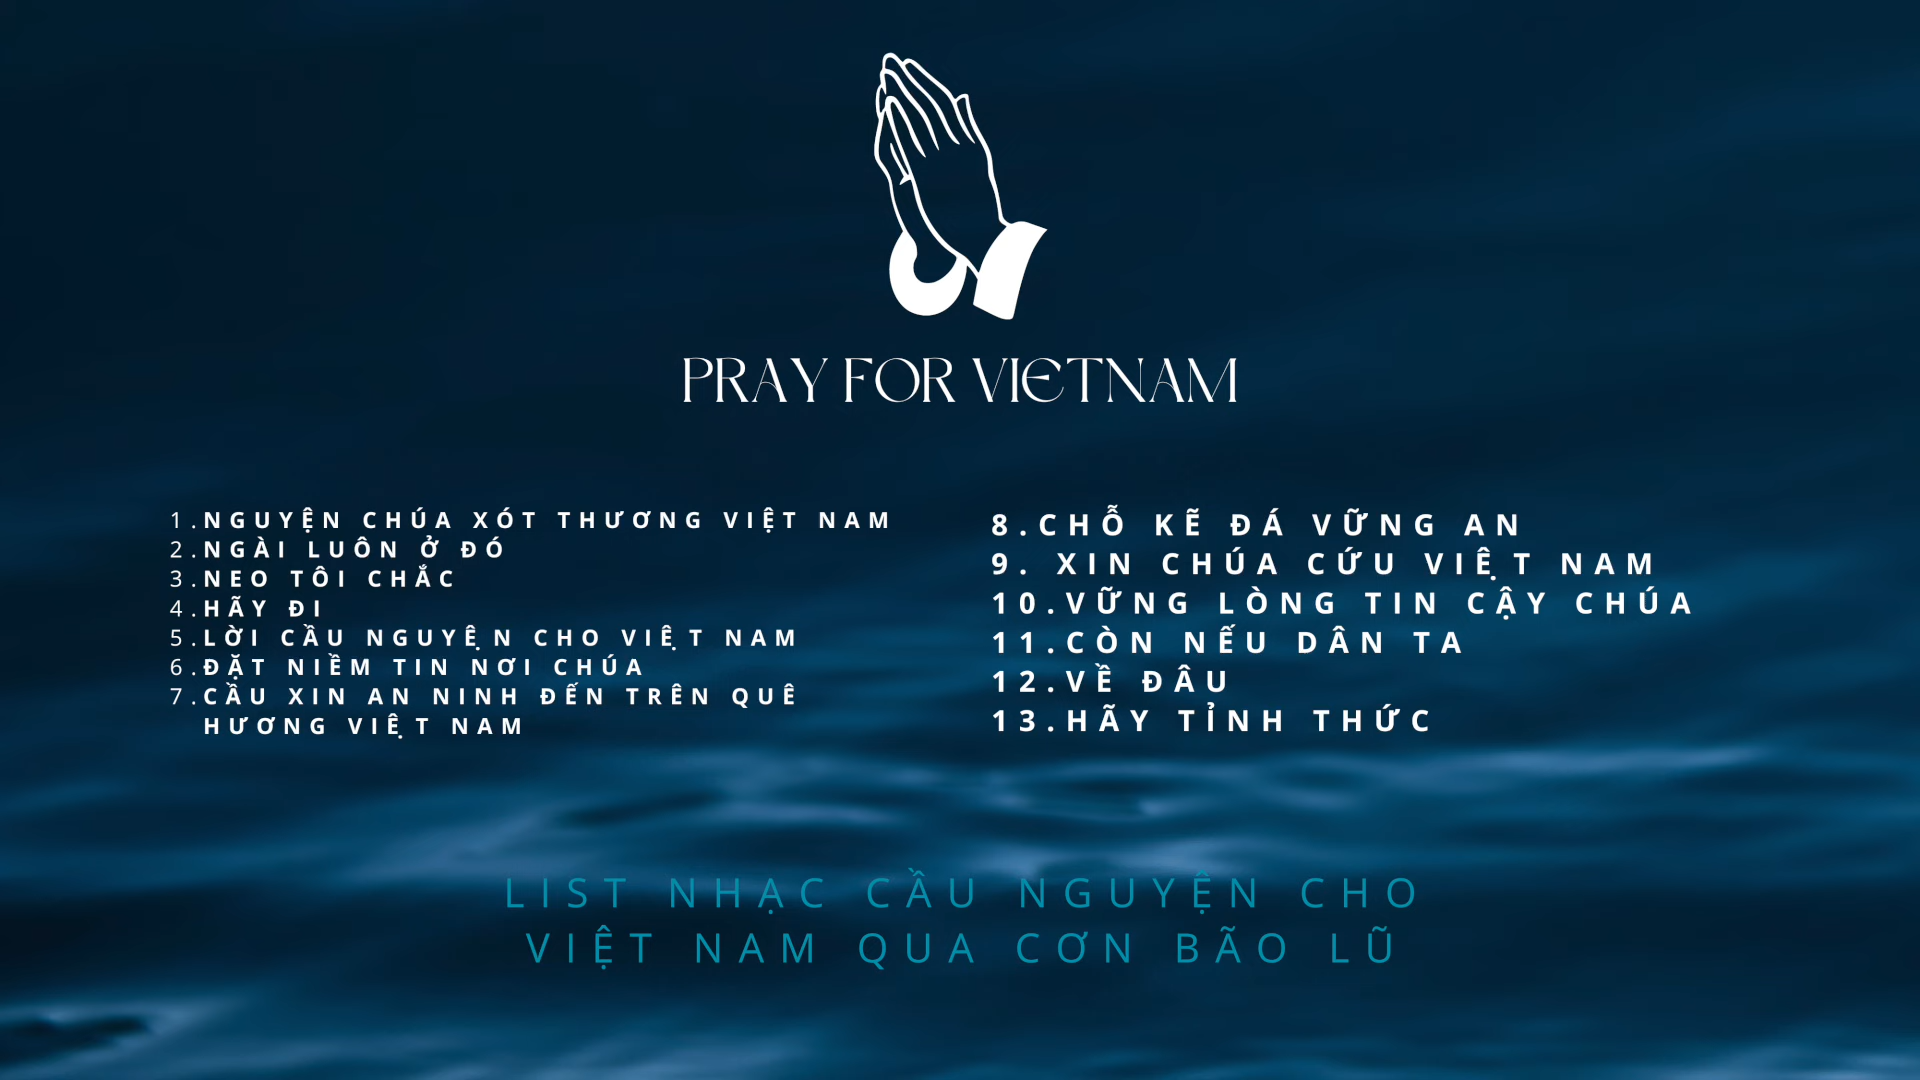 PRAY FOR VIETNAM
1.NGUYỆN CHÚA XÓT THƯƠNG VIỆT NAM
2.NGÀI LUÔN Ở ĐÓ
3.NEO TÔI CHẮC
4.HÃY ĐI
5.LỜI CẦU NGUYỆN CHO VIỆT NAM
6.ĐẶT NIỀM TIN NƠI CHÚA
7.CẦU XIN AN NINH ĐẾN TRÊN QUÊ
HƯƠNG VIỆT NAM
8.CHỖ KẼ ĐÁ VỮNG AN
9. XIN CHÚA CỨU VIỆT NAM
10.VỮNG LÒNG TIN CẬY CHÚA
11.CÒN NẾU DÂN TA
12.VỀ ĐÂU
13.HÃY TỈNH THỨC
LIST NHẠC CẦU NGUYỆN CHO
VIỆT NAM QUA CƠN BÃO LŨ